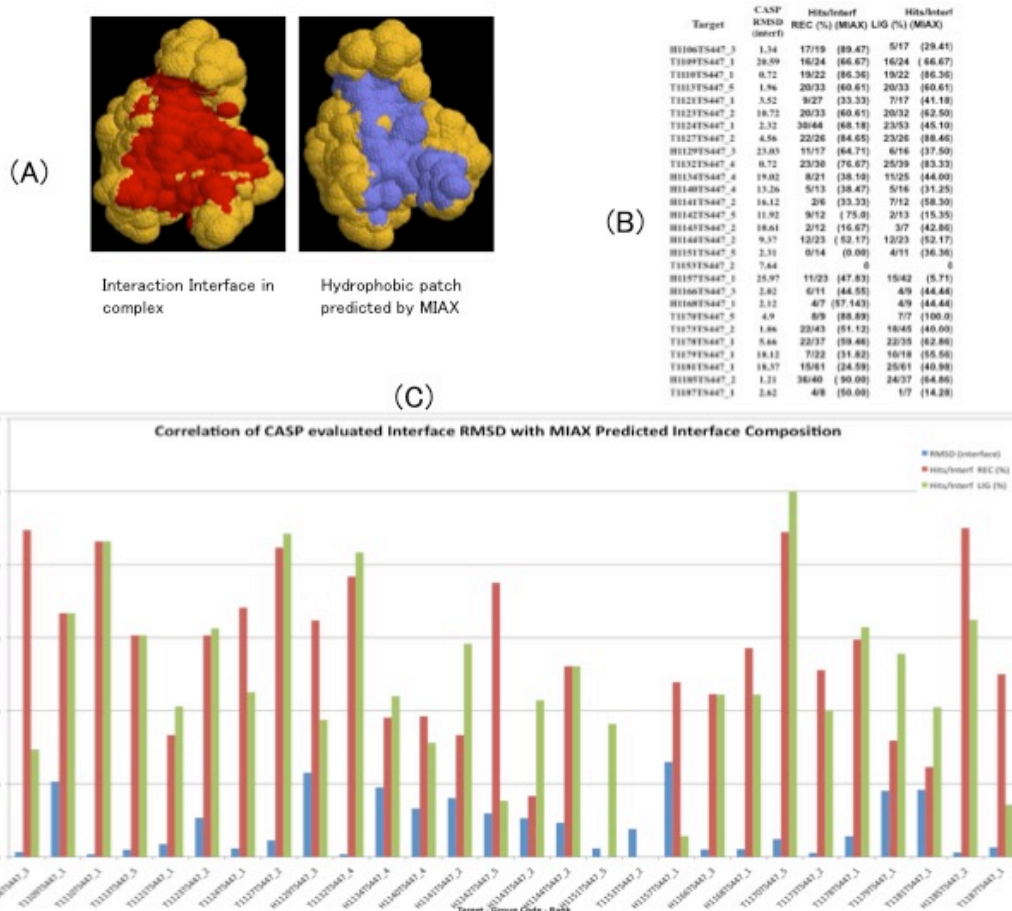 (A)
Interaction Interface in
complex
Hydrophobic patch
predicted by MIAX
(B)
Target CASP RMSD (interf) Hits/Interf REC (%) (MIAX) Hits/Interf LIG (%) (MIAX)
H1106TS447_3 1.34 17/19 (89.47) 5/17 (29.41)
T1109TS447_1 20.59 16/24 (66.67) 16/24 ( 66.67)
T1110TS447_1 0.72 19/22 (86.36) 19/22 (86.36)
T1113TS447_5 1.96 20/33 (60.61) 20/33 (60.61)
T1121TS447_1 3.52 9/27 (33.33) 7/17 (41.18)
T1123TS447_2 10.72 20/33 (60.61) 20/32 (62.50)
T1124TS447_1 2.32 30/44 (68.18) 23/53 (45.10)
T1127TS447_2 4.56 22/26 (84.65) 23/26 (88.46)
H1129TS447_3 23.03 11/17 (64.71) 6/16 (37.50)
T1132TS447_4 0.72 23/30 (76.67) 25/39 (83.33)
H1134TS447_4 19.02 8/21 (38.10) 11/25 (44.00)
H1140TS447_4 13.26 5/13 (38.47) 5/16 (31.25)
H1141TS447_2 16.12 2/6 (33.33) 7/12 (58.30)
H1142TS447_5 11.92 9/12 ( 75.0) 2/13 (15.35)
H1143TS447_2 10.61 2/12 (16.67) 3/7 (42.86)
H1144TS447_2 9.37 12/23 ( 52.17) 12/23 (52.17)
H1151TS447_5 2.31 0/14 (0.00) 4/11 (36.36)
T1153TS447_2 7.64 0 0
H1157TS447_1 25.97 11/23 (47.83) 15/42 (5.71)
H1166TS447_3 2.02 6/11 (44.55) 4/9 (44.44)
H1168TS447_1 2.12 4/7 (57.143) 4/9 (44.44)
T1170TS447_5 4.9 8/9 (88.89) 7/7 (100.0)
T1173TS447_2 1.06 22/43 (51.12) 18/45 (40.00)
T1178TS447_1 5.66 22/37 (59.46) 22/35 (62.86)
T1179TS447_1 18.12 7/22 (31.82) 10/18 (55.56)
T1181TS447_1 18.37 15/61 (24.59) 25/61 (40.98)
H1185TS447_2 1.21 36/40 ( 90.00) 24/37 (64.86)
T1187TS447_1 2.62 4/8 (50.00) 1/7 (14.28)
(C)
Correlation of CASP evaluated Interface RMSD with MIAX Predicted Interface Composition
RMSD (Interface)
Hits/Interf REC (%)
Hits/Interf LIG (%)
Target - Group Code - Rank